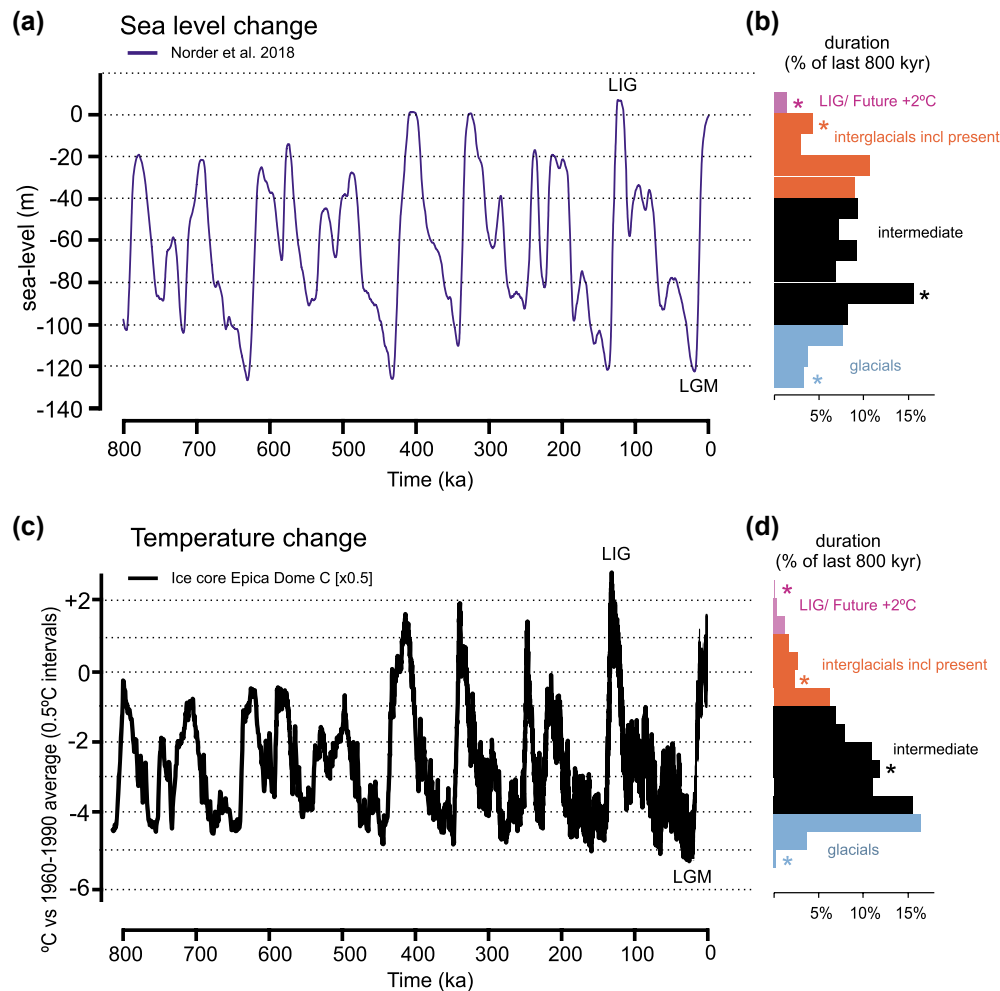 (a)
Sea level change
Norder et al. 2018
sea-level (m)
0
-20
-40
-60
-80
-100
-120
-140
LIG
LGM
800 700 600 500 400 300 200 100 0
Time (ka)
(b)
duration
(% of last 800 kyr)
* LIG/ Future +2ºC
*
interglacials incl present
intermediate
*
glacials
*
5% 10% 15%
(c)
Temperature change
Ice core Epica Dome C [x0.5]
ºC vs 1960-1990 average (0.5ºC intervals)
+2
0
-2
-4
-6
LIG
LGM
800 700 600 500 400 300 200 100 0
Time (ka)
(d)
duration
(% of last 800 kyr)
*
LIG/ Future +2ºC
interglacials incl present
*
intermediate
*
glacials
*
5% 10% 15%